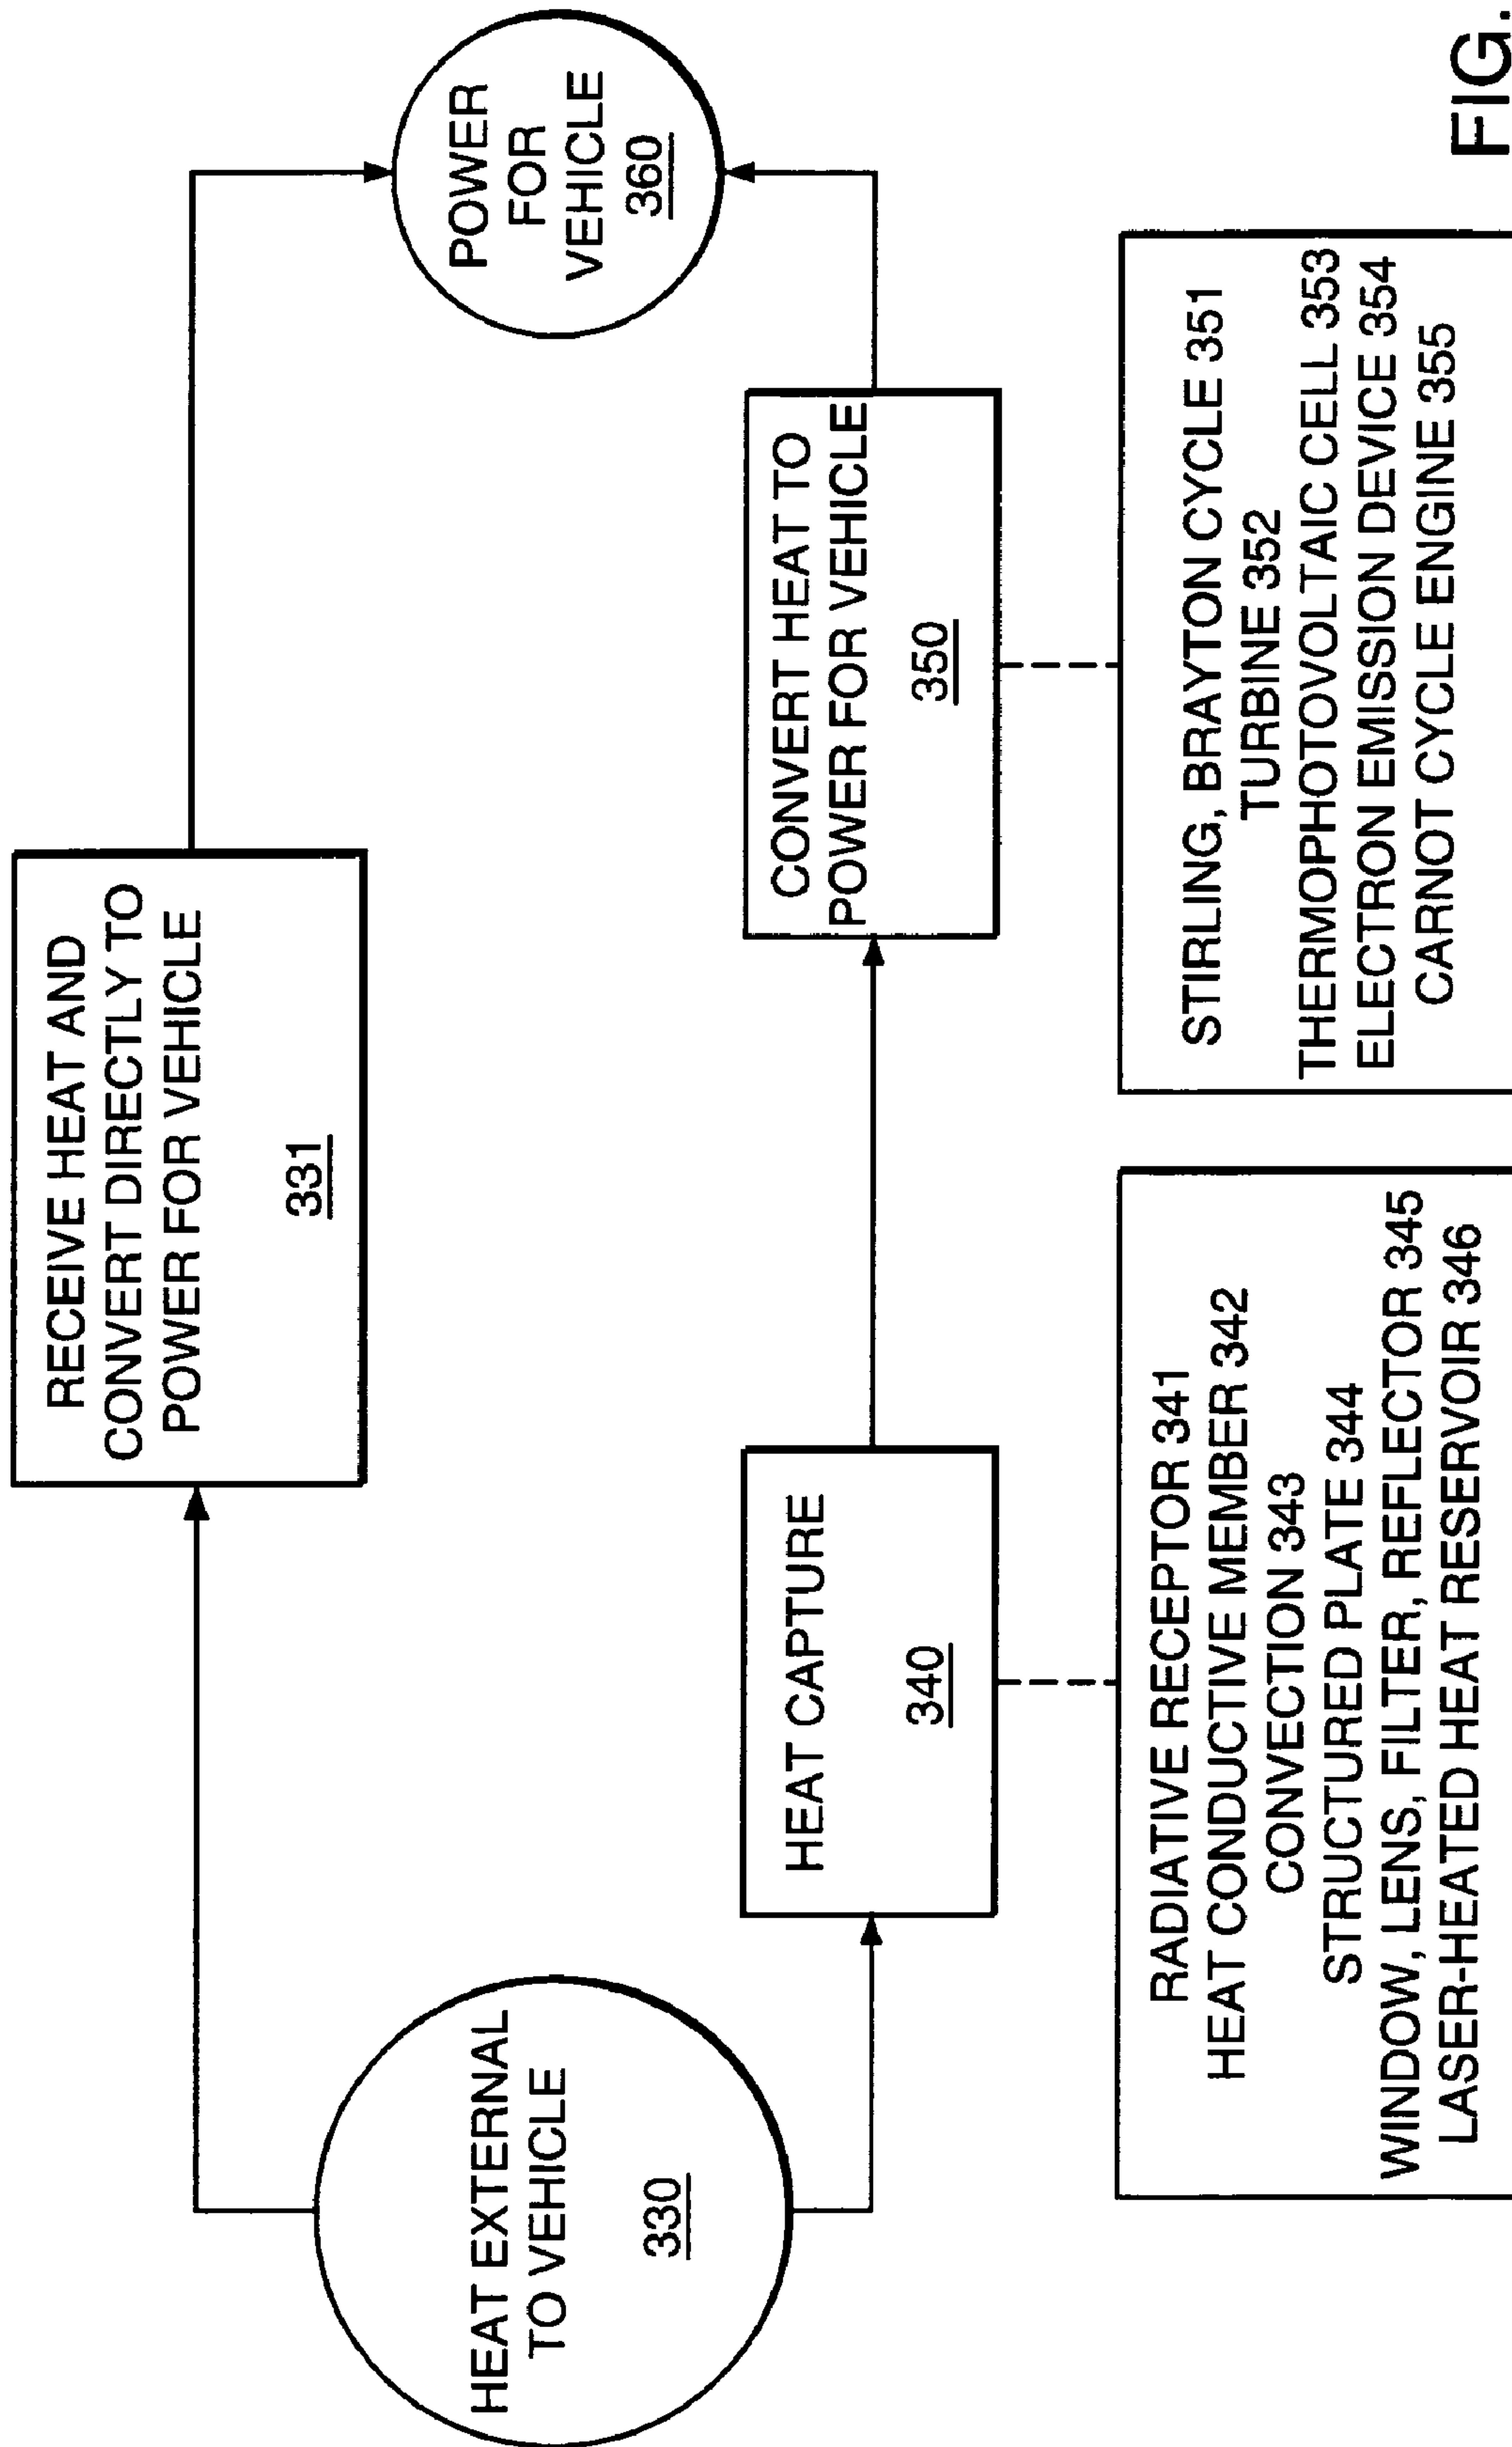 RECEIVE HEAT AND
CONVERT DIRECTLY TO
POWER FOR VEHICLE
331
HEAT EXTERNAL
TO VEHICLE
330
POWER
FOR
VEHICLE
360
HEAT CAPTURE
340
CONVERT HEAT TO
POWER FOR VEHICLE
350
RADIATIVE RECEPTOR 341
HEAT CONDUCTIVE MEMBER 342
CONVECTION 343
STRUCTURED PLATE 344
WINDOW, LENS, FILTER, REFLECTOR 345
LASER-HEATED HEAT RESERVOIR 346
STIRLING, BRAYTON CYCLE 351
TURBINE 352
THERMOPHOTOVOLTAIC CELL 353
ELECTRON EMISSION DEVICE 354
CARNOT CYCLE ENGINE 355
FIG.